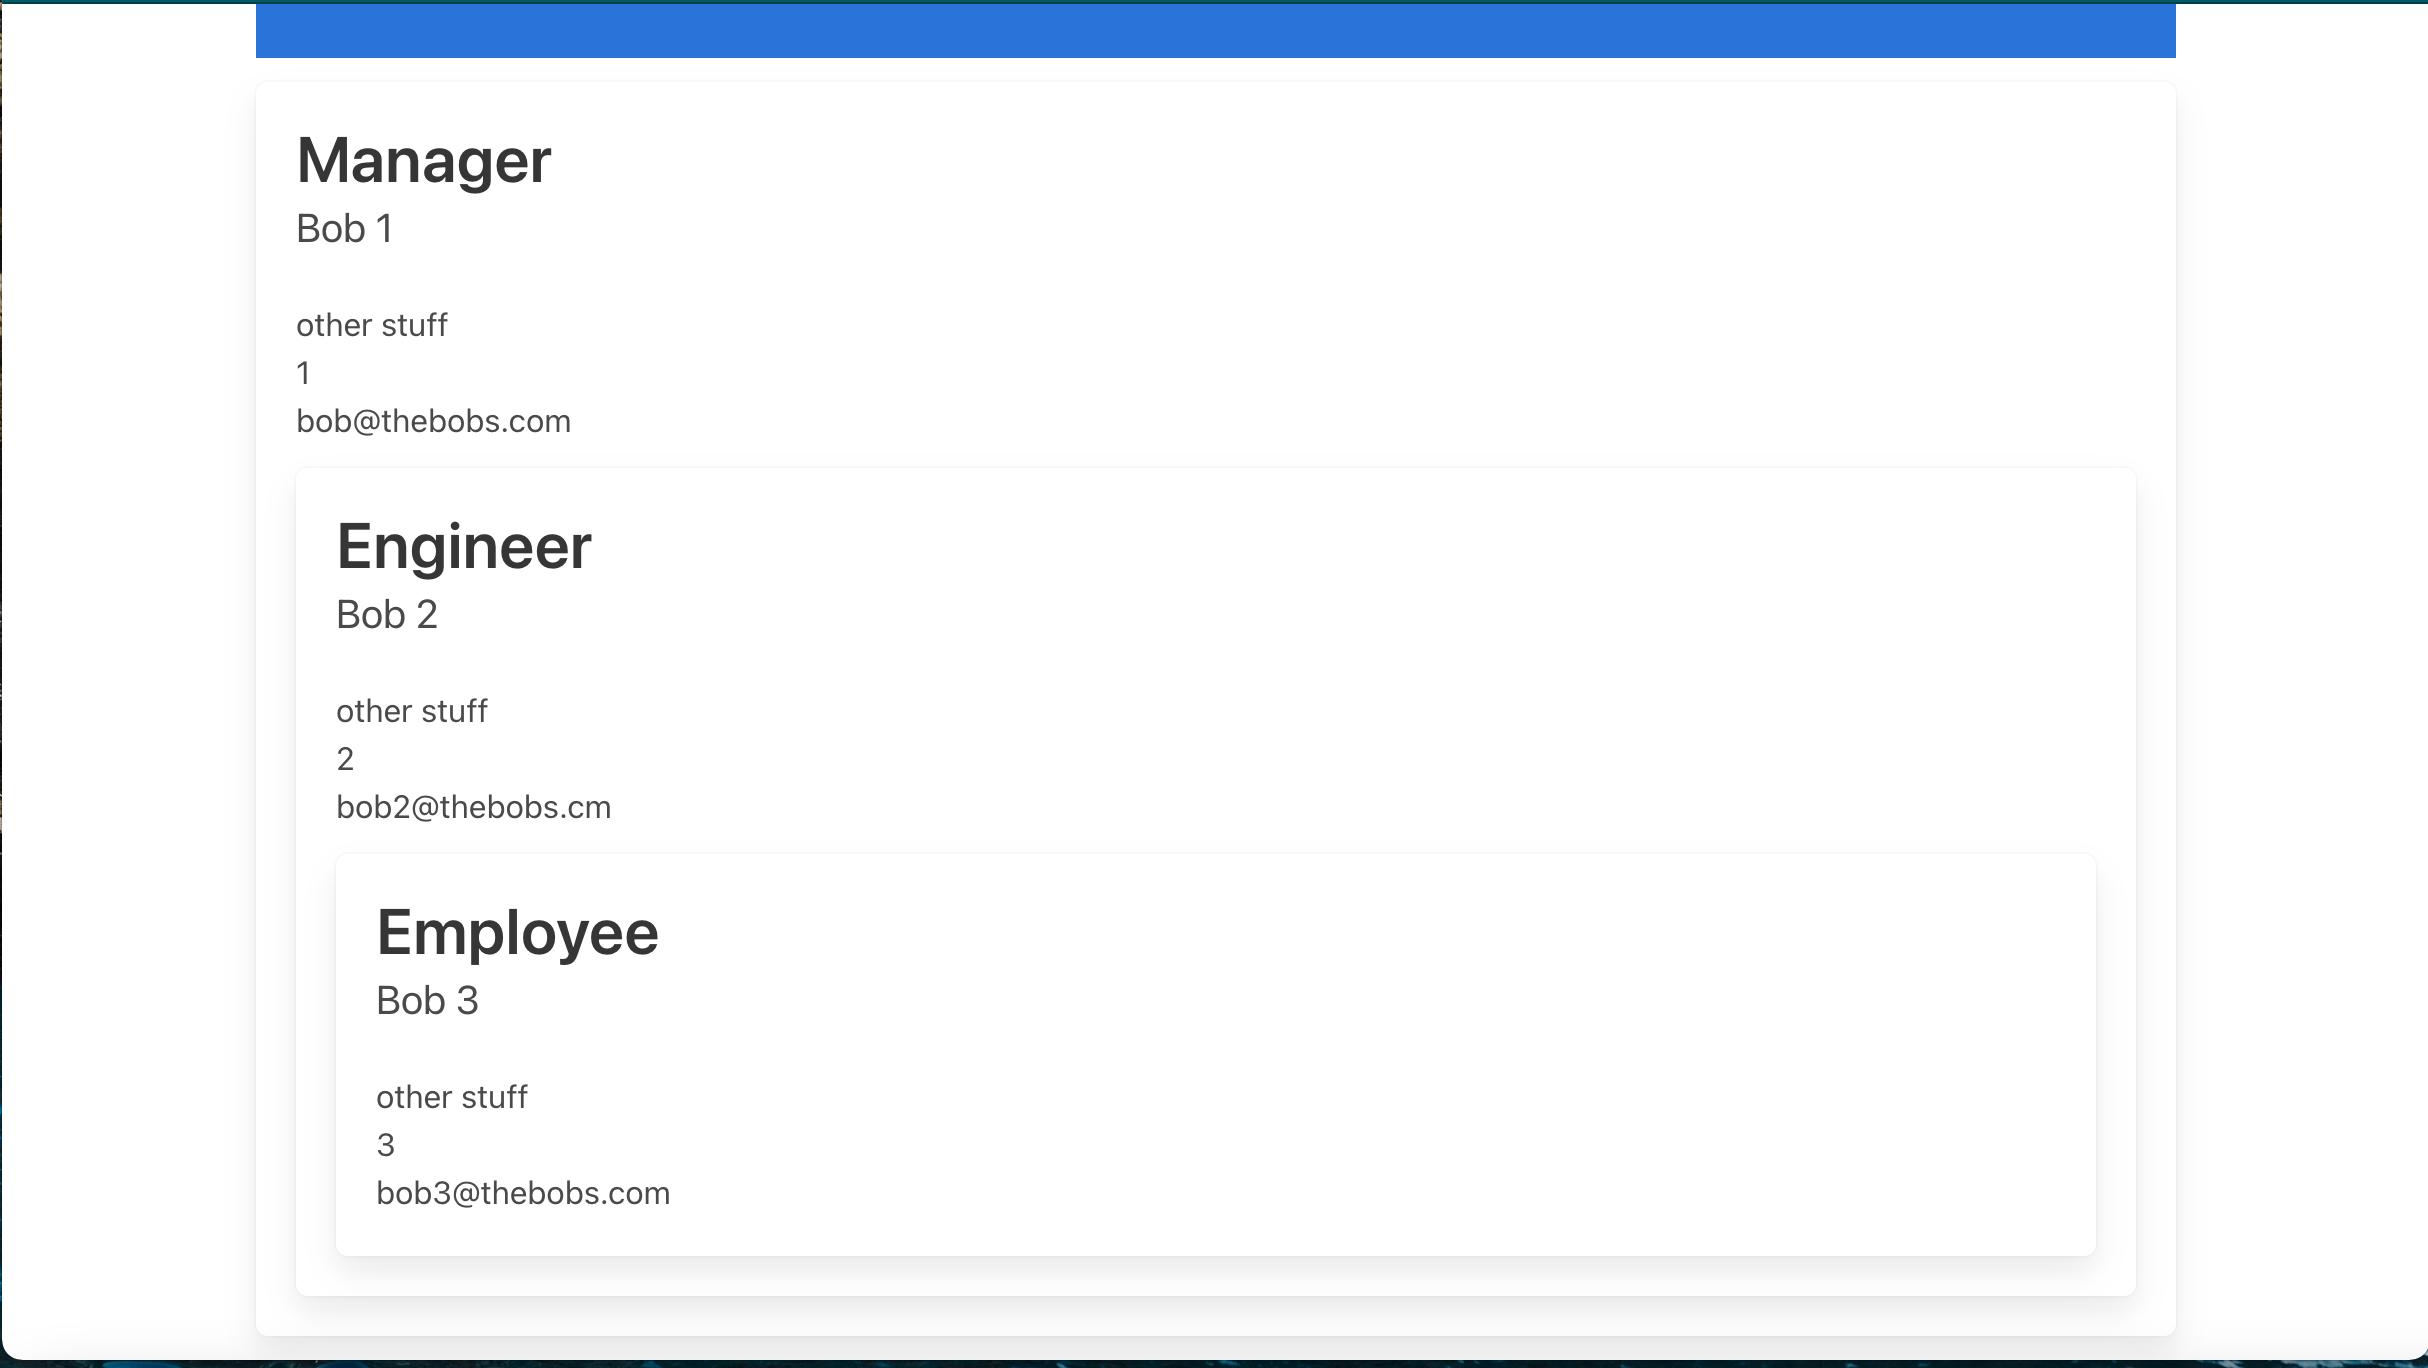 Manager
Bob 1
other stuff
1
bob@thebobs.com
Engineer
Bob 2
other stuff
2
bob2@thebobs.cm
Employee
Bob 3
other stuff
3
bob3@thebobs.com